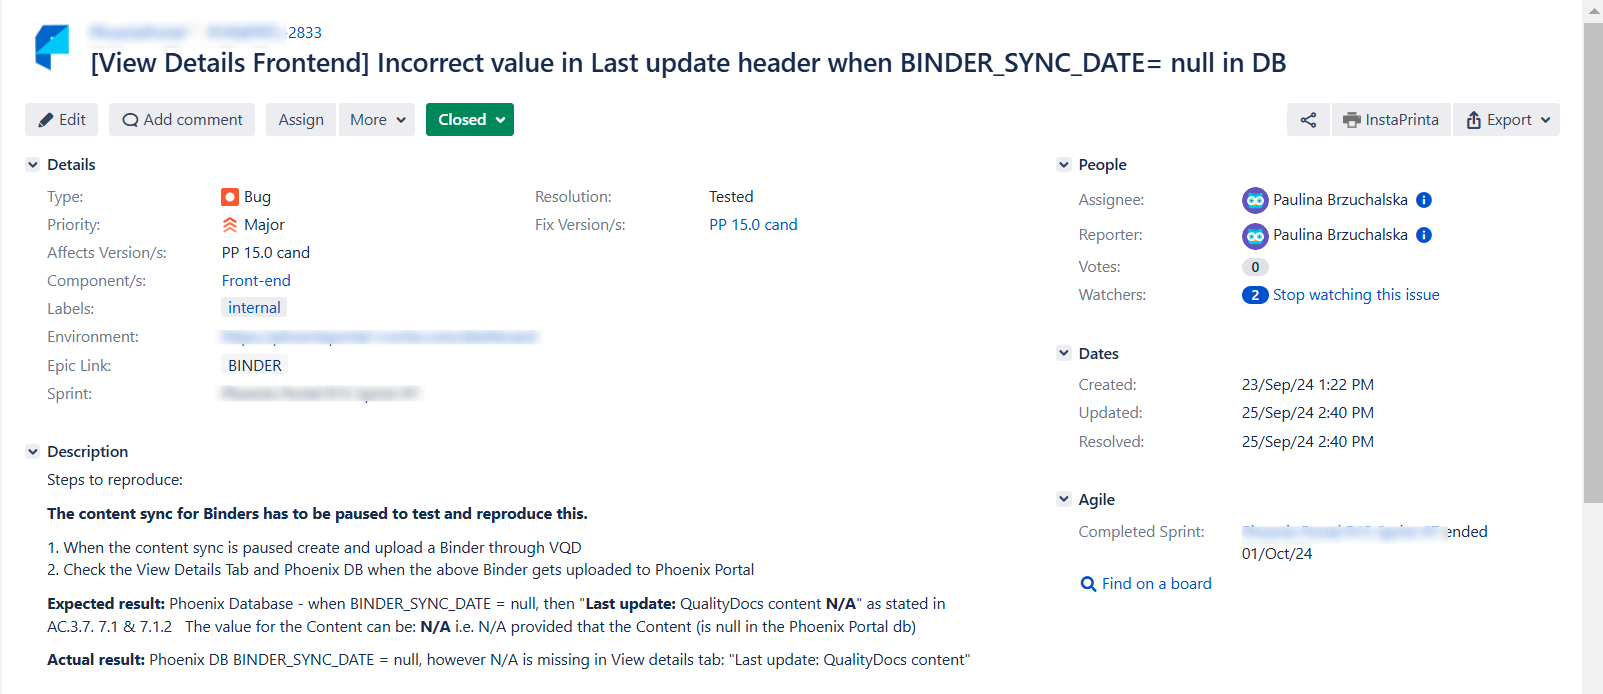 2833
[View Details Frontend] Incorrect value in Last update header when BINDER_SYNC_DATE= null in DB
Edit Add comment Assign More Closed InstaPrinta Export
Details
Type: Bug Resolution: Tested
Priority: Major Fix Version/s: PP 15.0 cand
Affects Version/s: PP 15.0 cand
Component/s: Front-end
Labels: internal
Environment:
Epic Link: BINDER
Sprint:
Description
Steps to reproduce:
The content sync for Binders has to be paused to test and reproduce this.
1. When the content sync is paused create and upload a Binder through VQD
2. Check the View Details Tab and Phoenix DB when the above Binder gets uploaded to Phoenix Portal
Expected result: Phoenix Database - when BINDER_SYNC_DATE = null, then "Last update: QualityDocs content N/A" as stated in
AC.3.7. 7.1 & 7.1.2 The value for the Content can be: N/A i.e. N/A provided that the Content (is null in the Phoenix Portal db)
Actual result: Phoenix DB BINDER_SYNC_DATE = null, however N/A is missing in View details tab: "Last update: QualityDocs content"
People
Assignee: Paulina Brzuchalska
Reporter: Paulina Brzuchalska
Votes: 0
Watchers: 2 Stop watching this issue
Dates
Created: 23/Sep/24 1:22 PM
Updated: 25/Sep/24 2:40 PM
Resolved: 25/Sep/24 2:40 PM
Agile
Completed Sprint: ended
01/Oct/24
Find on a board